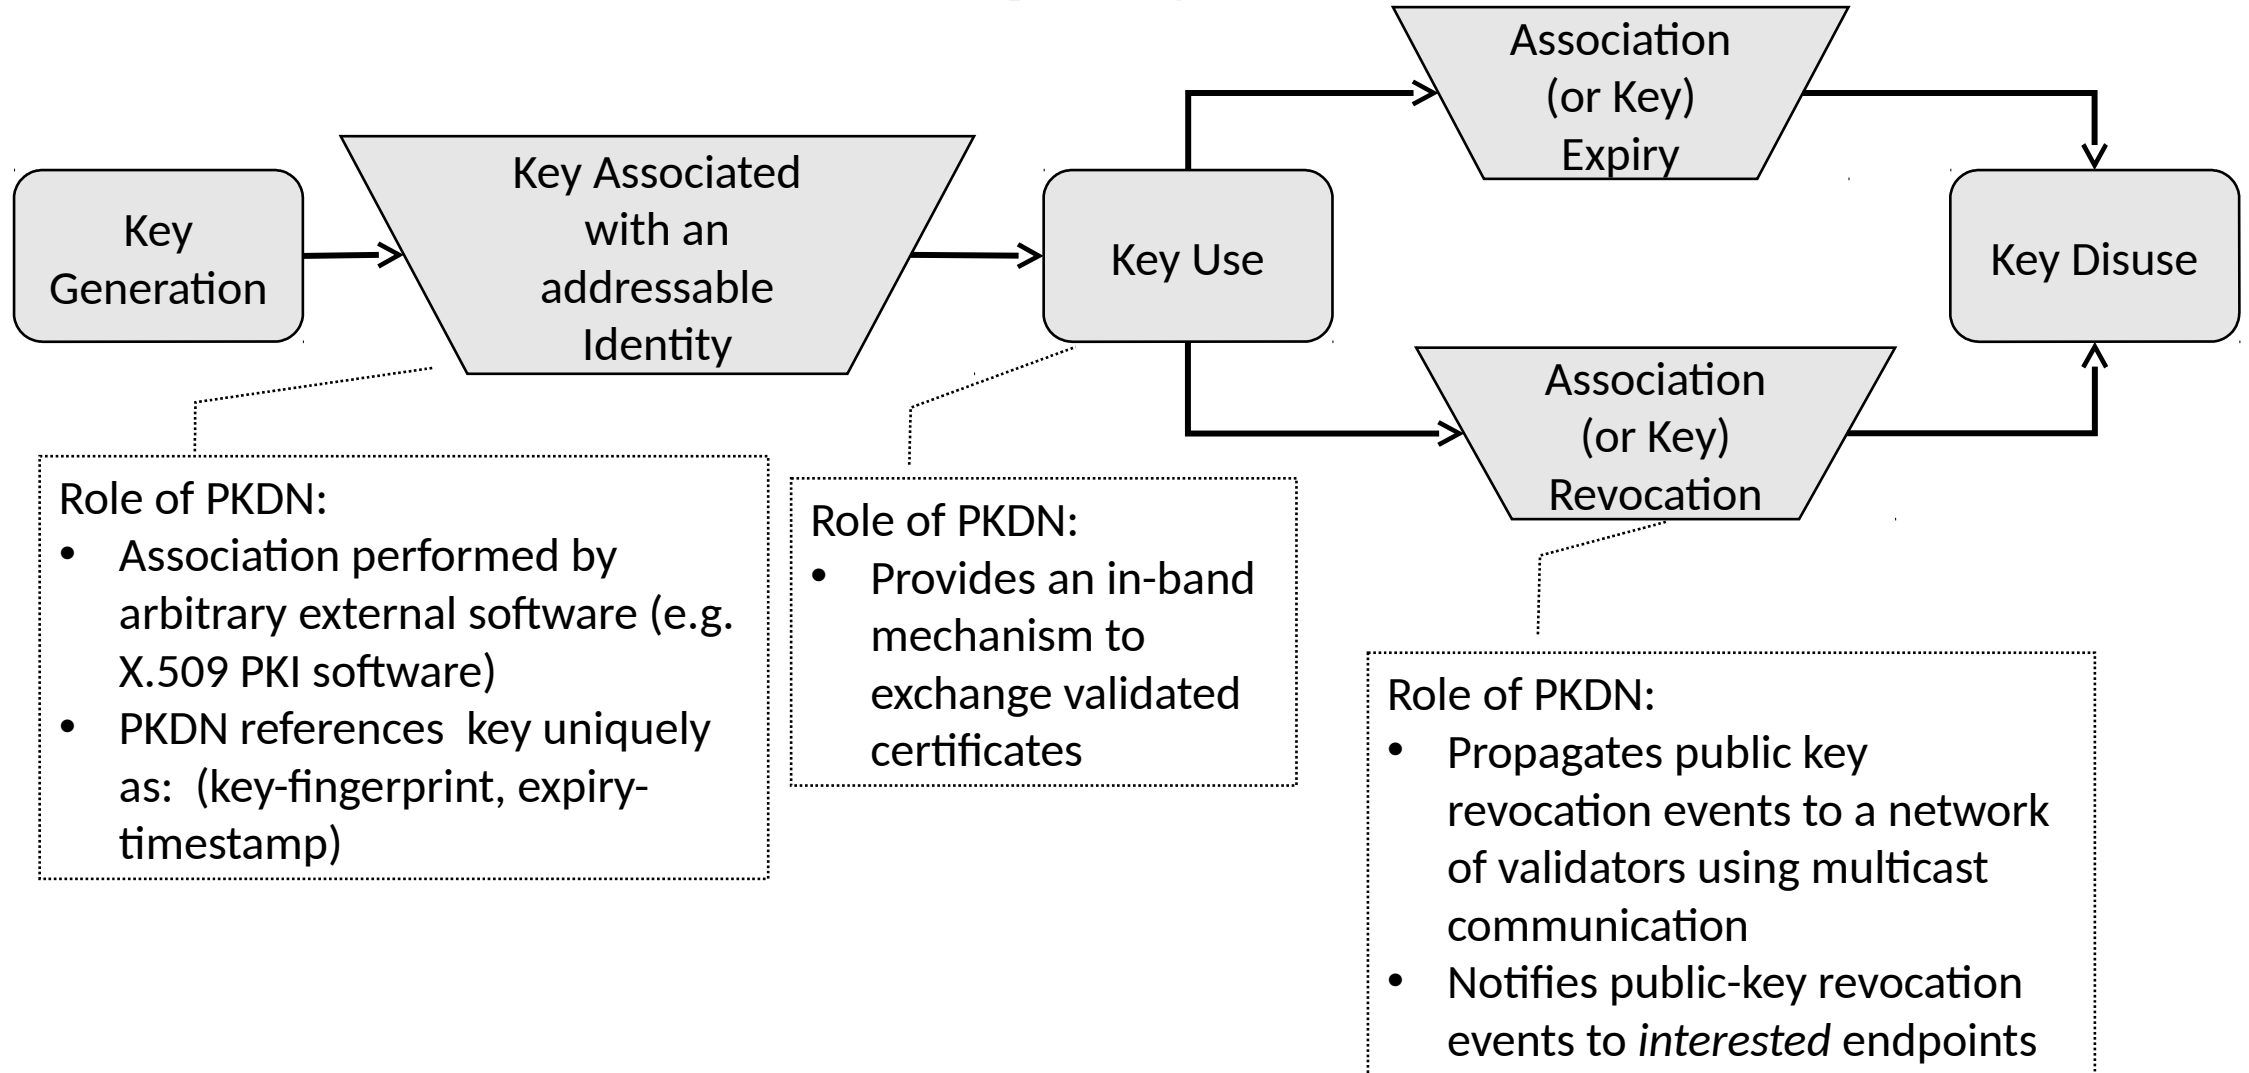 Association
(or Key)
Expiry
Key
Generation
Key Associated
with an
addressable
Identity
Key Use
Key Disuse
Association
(or Key)
Revocation
Role of PKDN:
• Association performed by
arbitrary external software (e.g.
X.509 PKI software)
• PKDN references  key uniquely
as:  (key-fingerprint, expiry-
timestamp)
Role of PKDN:
• Provides an in-band
mechanism to
exchange validated
certificates
Role of PKDN:
• Propagates public key
revocation events to a network
of validators using multicast
communication
• Notifies public-key revocation
events to interested endpoints